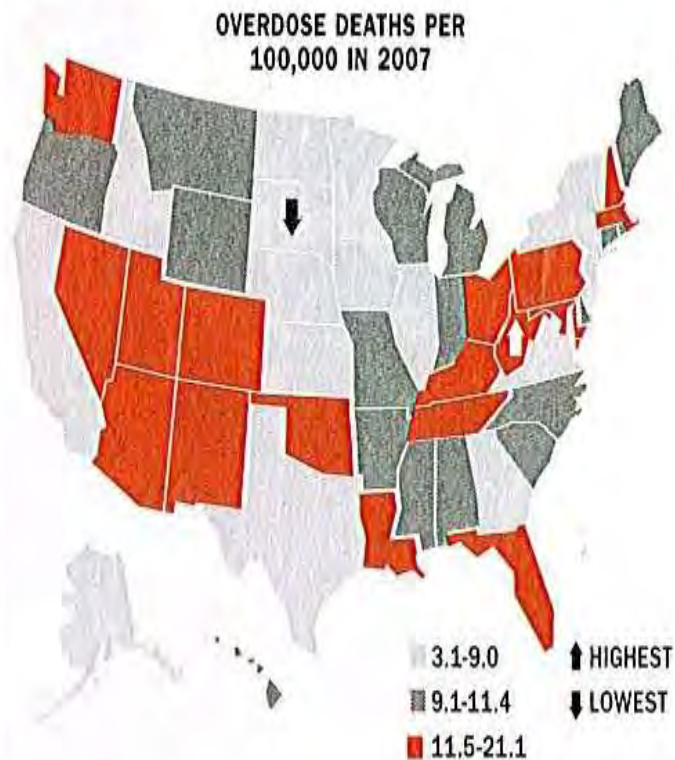 OVERDOSE DEATHS PER
100,000 IN 2007
3.1-9.0
HIGHEST
9.1-11.4
LOWEST
11.5-21.1